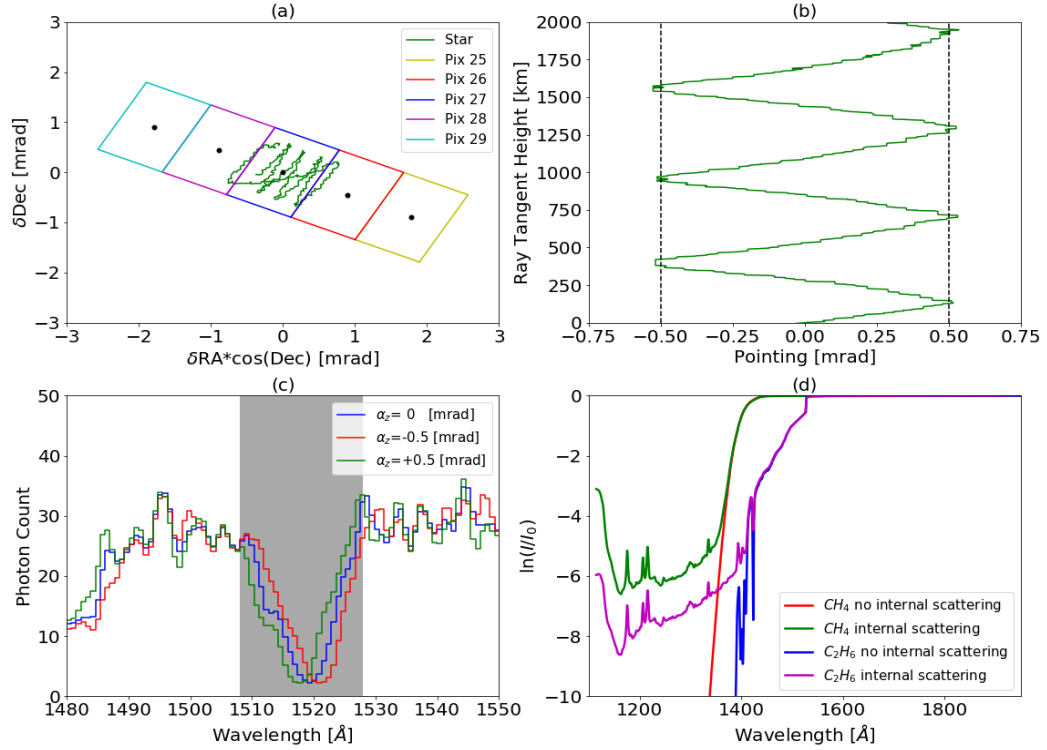 (a)
3
2
1
0
−1
−2
−3
−3
−2
−1
0
1
2
3
δDec [mrad]
δRA*cos(Dec) [mrad]
Star
Pix 25
Pix 26
Pix 27
Pix 28
Pix 29
(b)
2000
1750
1500
1250
1000
750
500
250
0
−0.75
−0.50
−0.25
0.00
0.25
0.50
0.75
Ray Tangent Height [km]
Pointing [mrad]
(c)
50
40
30
20
10
0
1480
1490
1500
1510
1520
1530
1540
1550
Photon Count
Wavelength [Å]
α_z= 0 [mrad]
α_z=-0.5 [mrad]
α_z=+0.5 [mrad]
(d)
0
−2
−4
−6
−8
−10
1200
1400
1600
1800
ln(I/I₀)
Wavelength [Å]
CH₄ no internal scattering
CH₄ internal scattering
C₂H₆ no internal scattering
C₂H₆ internal scattering